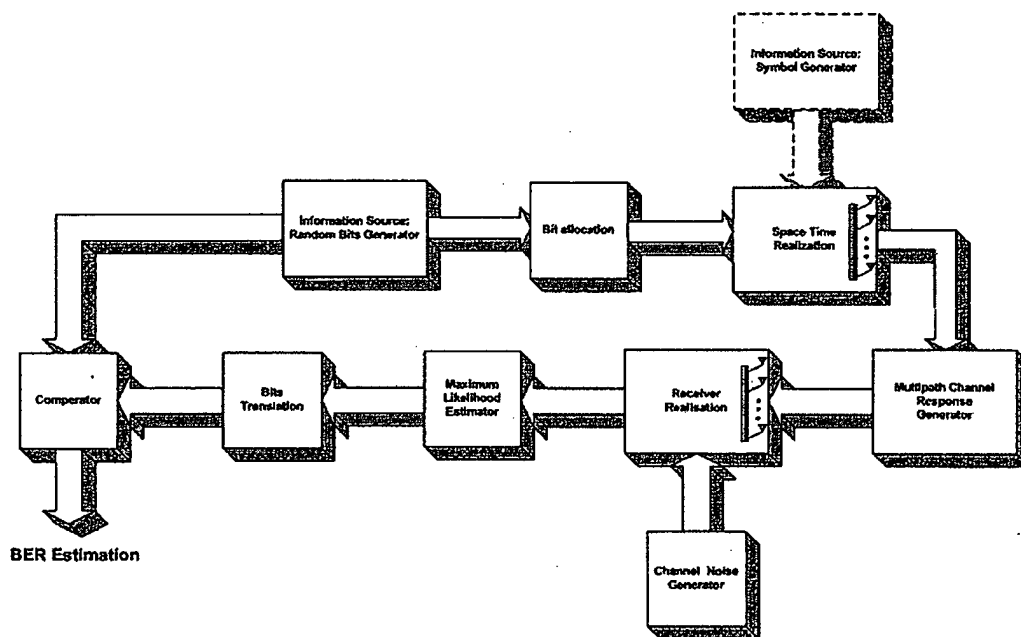 Information Source;
Symbol Generator
Information Source;
Random Bits Generator
Bit allocation
Space Time
Realization
Comperator
Bits
Translation
Maximum
Likelihood
Estimator
Receiver
Realisation
Multipath Channel
Response
Generator
BER Estimation
Channel Noise
Generator